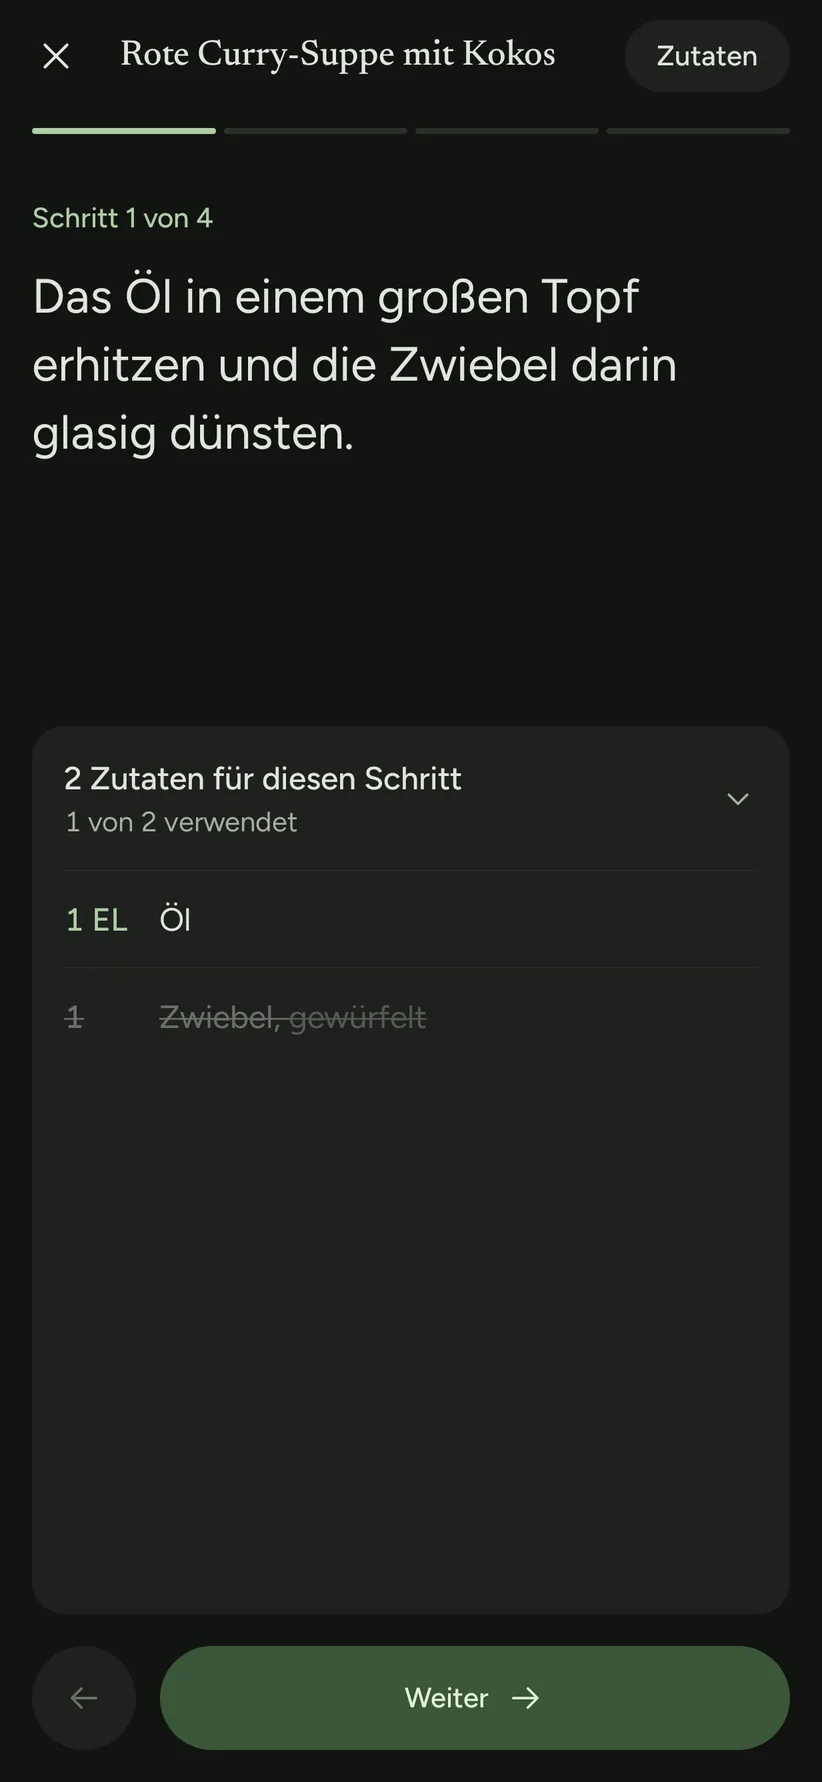 Rote Curry-Suppe mit Kokos
Zutaten
Schritt 1 von 4
Das Öl in einem großen Topf
erhitzen und die Zwiebel darin
glasig dünsten.
2 Zutaten für diesen Schritt
1 von 2 verwendet
1 EL Öl
1 Zwiebel, gewürfelt
Weiter